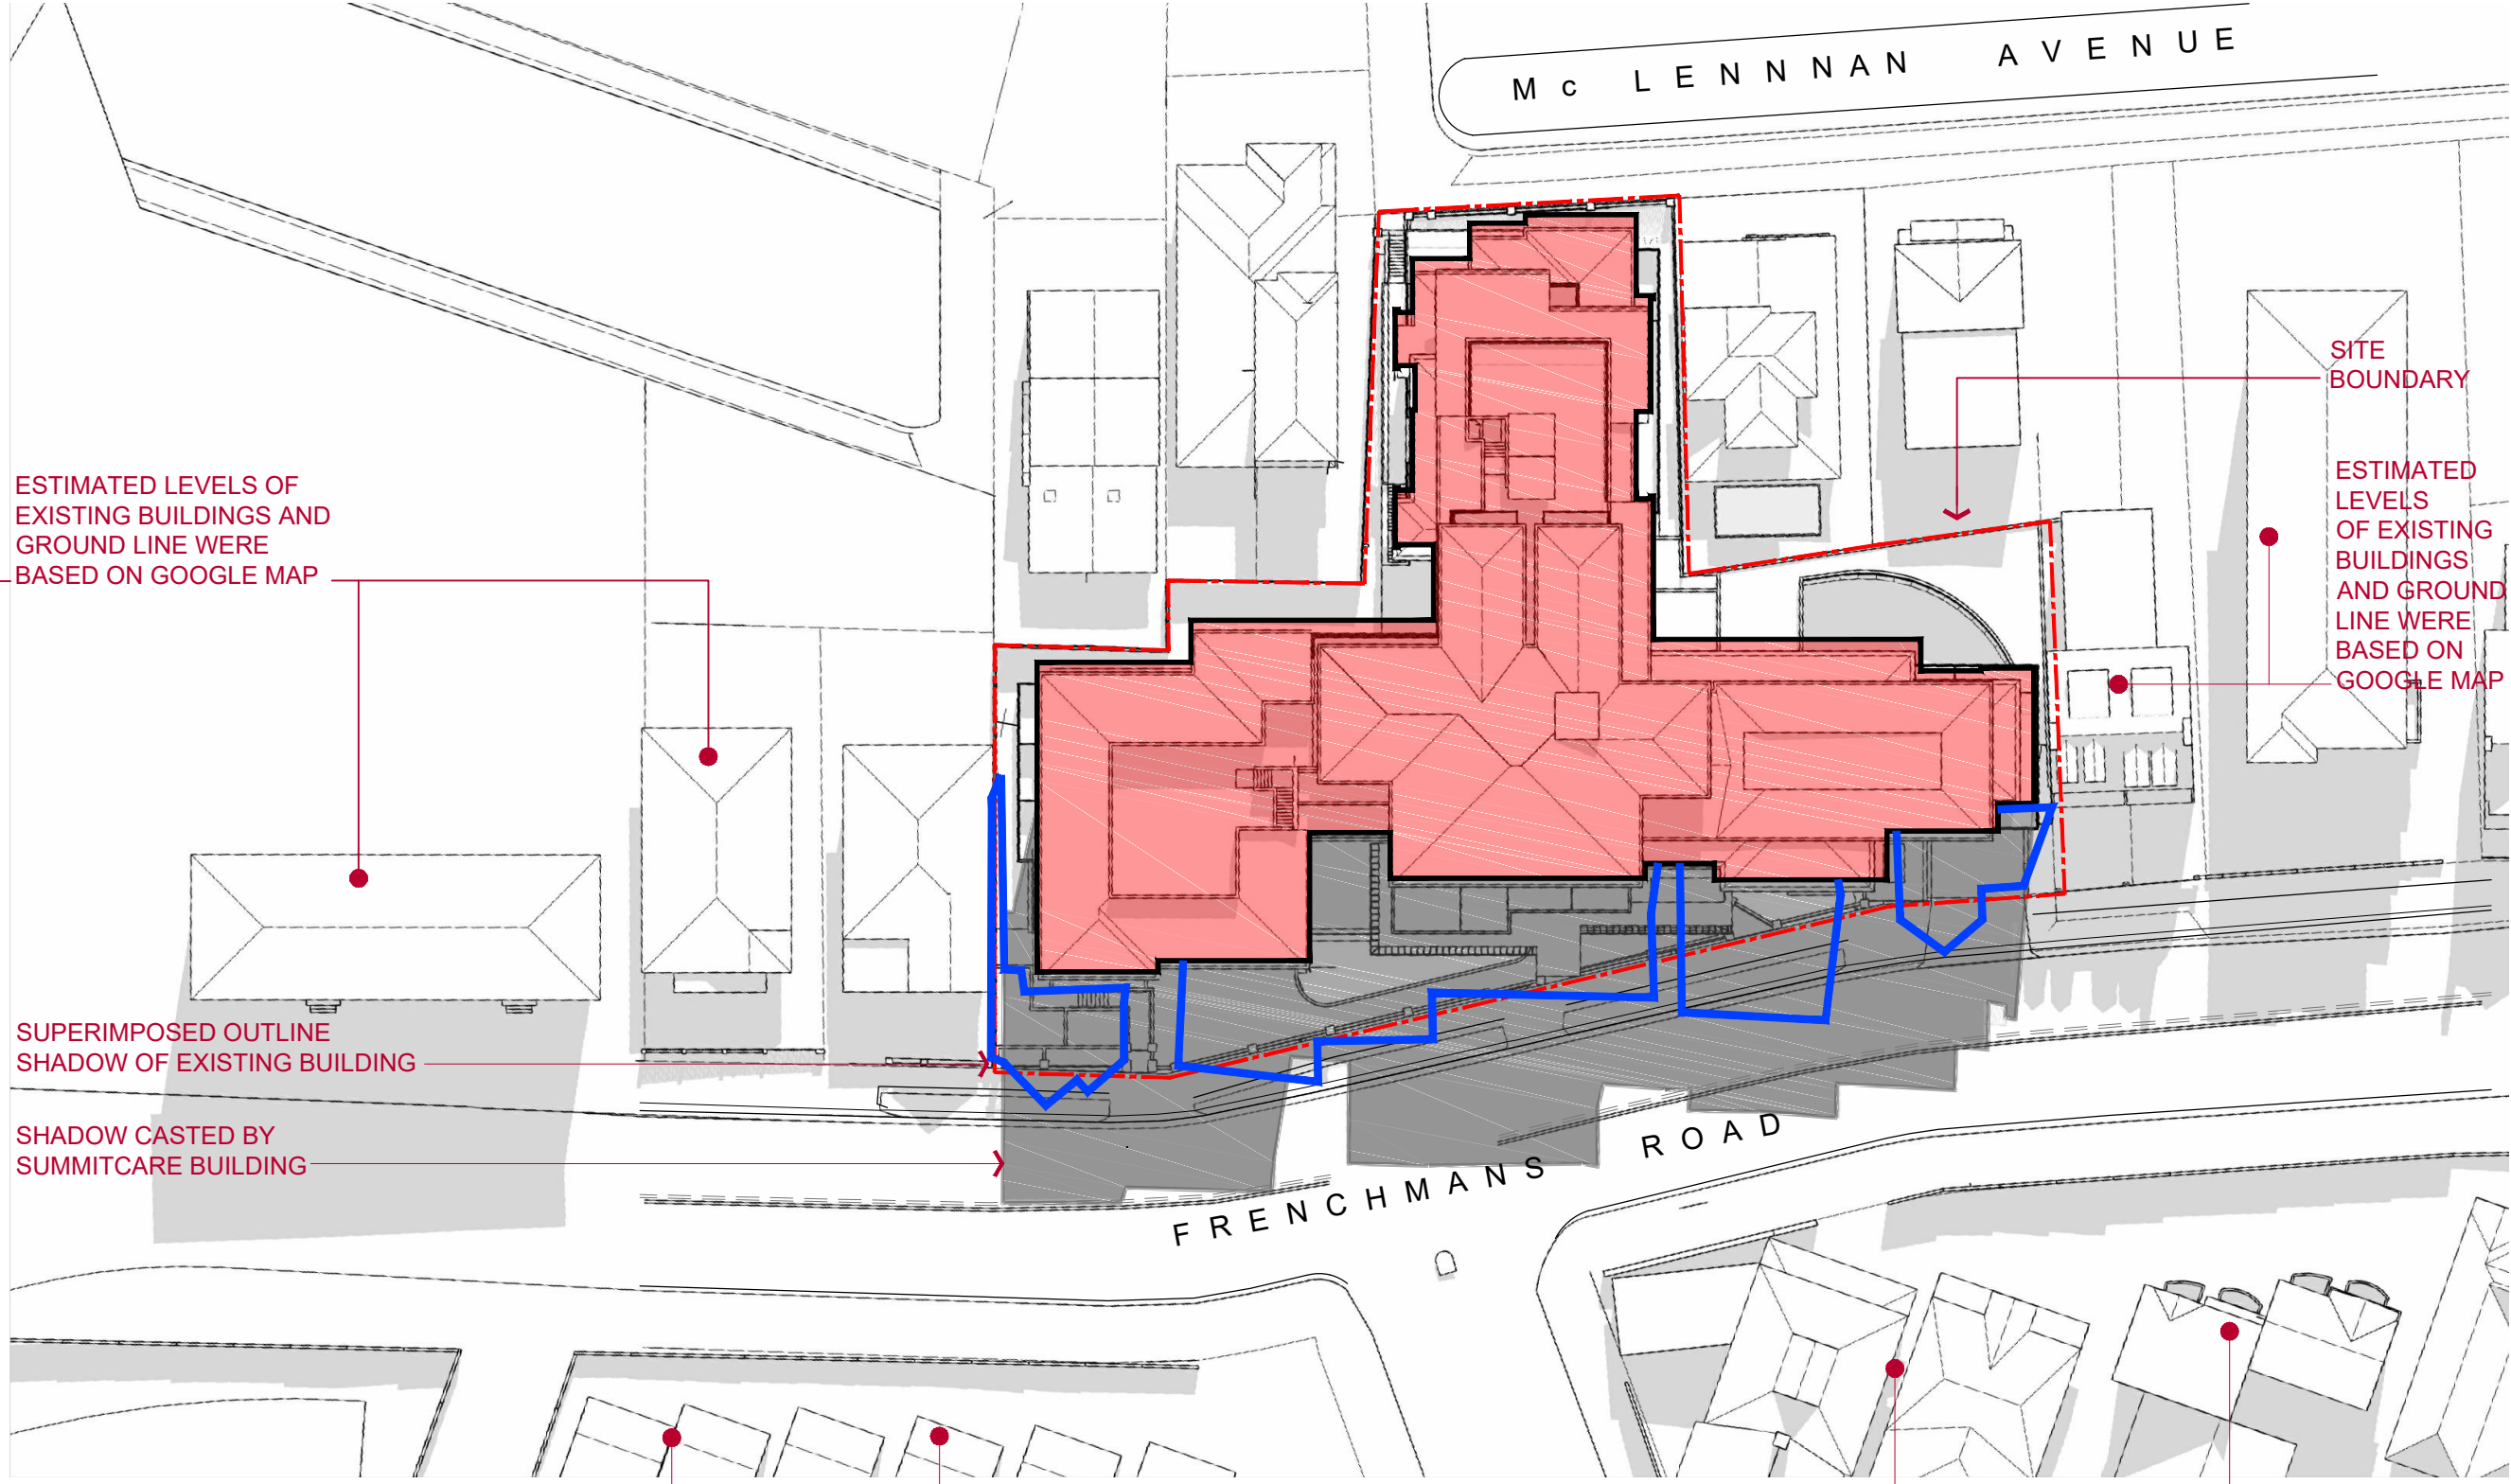 Mc LENNNAN AVENUE
SITE
BOUNDARY
ESTIMATED LEVELS OF
EXISTING BUILDINGS AND
GROUND LINE WERE
BASED ON GOOGLE MAP
ESTIMATED
LEVELS
OF EXISTING
BUILDINGS
AND GROUND
LINE WERE
BASED ON
GOOGLE MAP
SUPERIMPOSED OUTLINE
SHADOW OF EXISTING BUILDING
SHADOW CASTED BY
SUMMITCARE BUILDING
FRENCHMANS ROAD